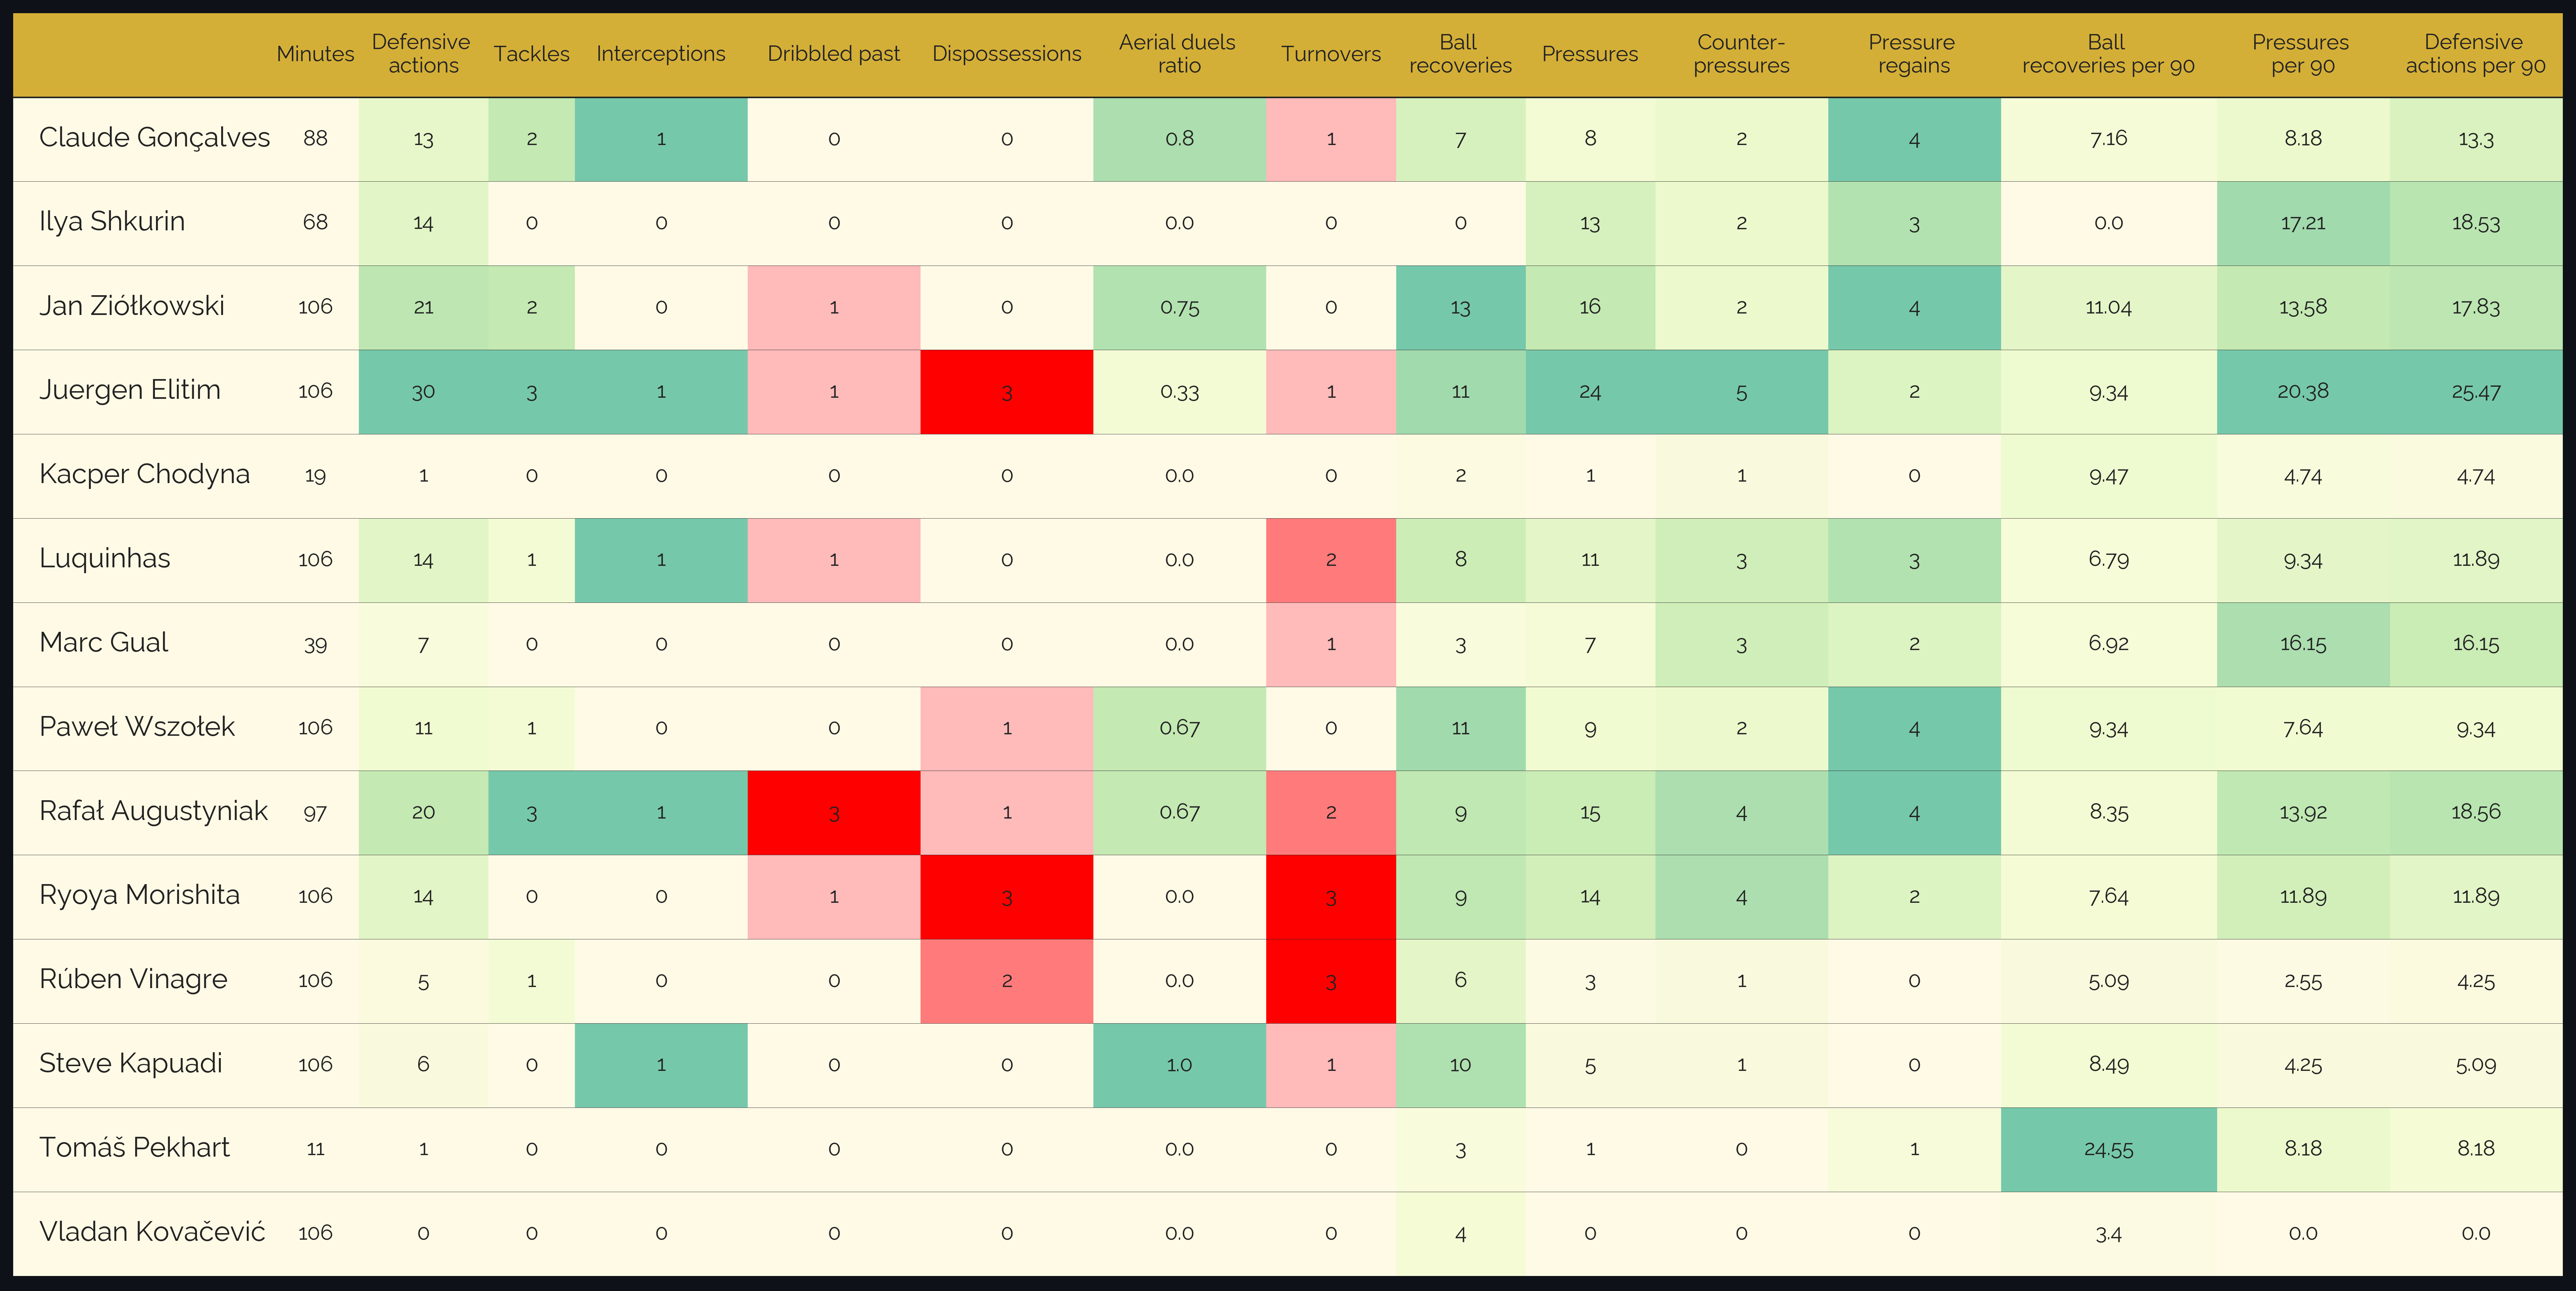 Minutes Defensive actions Tackles Interceptions Dribbled past Dispossessions Aerial duels ratio Turnovers Ball recoveries Pressures Counter-pressures Pressure regains Ball recoveries per 90 Pressures per 90 Defensive actions per 90
Claude Gonçalves 88 13 2 1 0 0 0.8 1 7 8 2 4 7.16 8.18 13.3
Ilya Shkurin 68 14 0 0 0 0 0.0 0 0 13 2 3 0.0 17.21 18.53
Jan Ziółkowski 106 21 2 0 1 0 0.75 0 13 16 2 4 11.04 13.58 17.83
Juergen Elitim 106 30 3 1 1 3 0.33 1 11 24 5 2 9.34 20.38 25.47
Kacper Chodyna 19 1 0 0 0 0 0.0 0 2 1 1 0 9.47 4.74 4.74
Luquinhas 106 14 1 1 1 0 0.0 2 8 11 3 3 6.79 9.34 11.89
Marc Gual 39 7 0 0 0 0 0.0 1 3 7 3 2 6.92 16.15 16.15
Paweł Wszołek 106 11 1 0 0 1 0.67 0 11 9 2 4 9.34 7.64 9.34
Rafał Augustyniak 97 20 3 1 3 1 0.67 2 9 15 4 4 8.35 13.92 18.56
Ryoya Morishita 106 14 0 0 1 3 0.0 3 9 14 4 2 7.64 11.89 11.89
Rúben Vinagre 106 5 1 0 0 2 0.0 3 6 3 1 0 5.09 2.55 4.25
Steve Kapuadi 106 6 0 1 0 0 1.0 1 10 5 1 0 8.49 4.25 5.09
Tomáš Pekhart 11 1 0 0 0 0 0.0 0 3 1 0 1 24.55 8.18 8.18
Vladan Kovačević 106 0 0 0 0 0 0.0 0 4 0 0 0 3.4 0.0 0.0